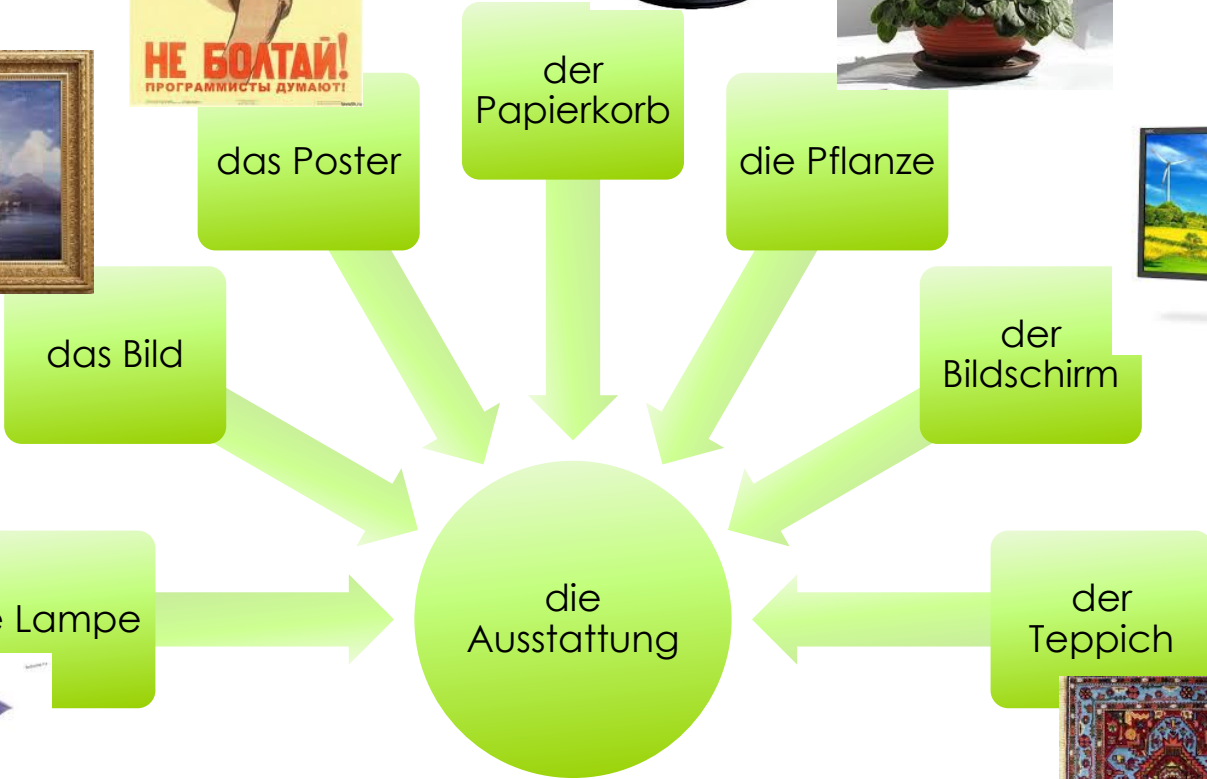 НЕ БОЛТАЙ!
ПРОГРАММИСТЫ ДУМАЮТ!
der
Papierkorb
das Poster
die Pflanze
das Bild
der
Bildschirm
Lampe
die
Ausstattung
der
Teppich